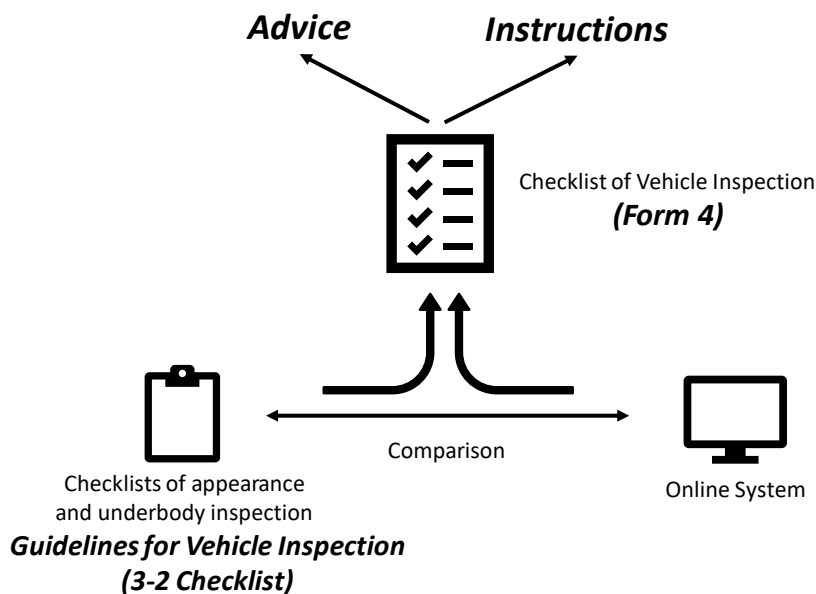 Advice
Instructions
Checklist of Vehicle Inspection
(Form 4)
Comparison
Checklists of appearance
and underbody inspection
Guidelines for Vehicle Inspection
(3-2 Checklist)
Online System